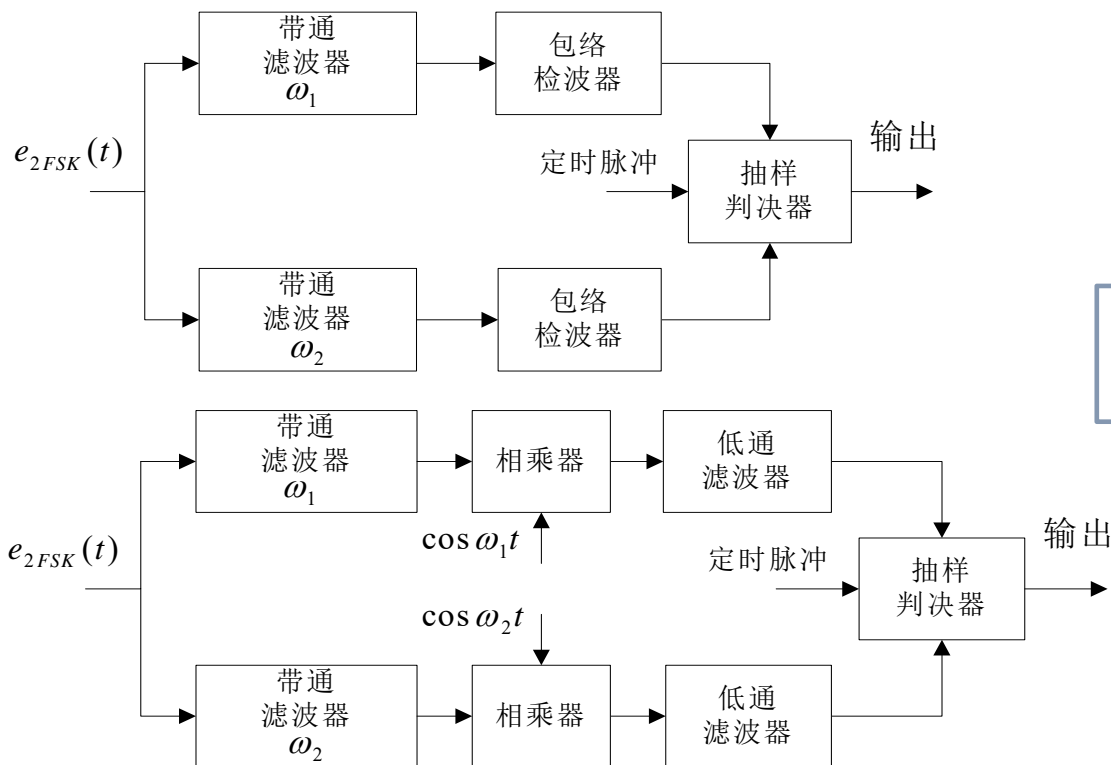 带通
滤波器
ω₁
包络
检波器
e₂FSK(t)
定时脉冲
抽样
判决器
输出
带通
滤波器
ω₂
包络
检波器
带通
滤波器
ω₁
相乘器
低通
滤波器
cos ω₁t
e₂FSK(t)
定时脉冲
抽样
判决器
输出
cos ω₂t
带通
滤波器
ω₂
相乘器
低通
滤波器